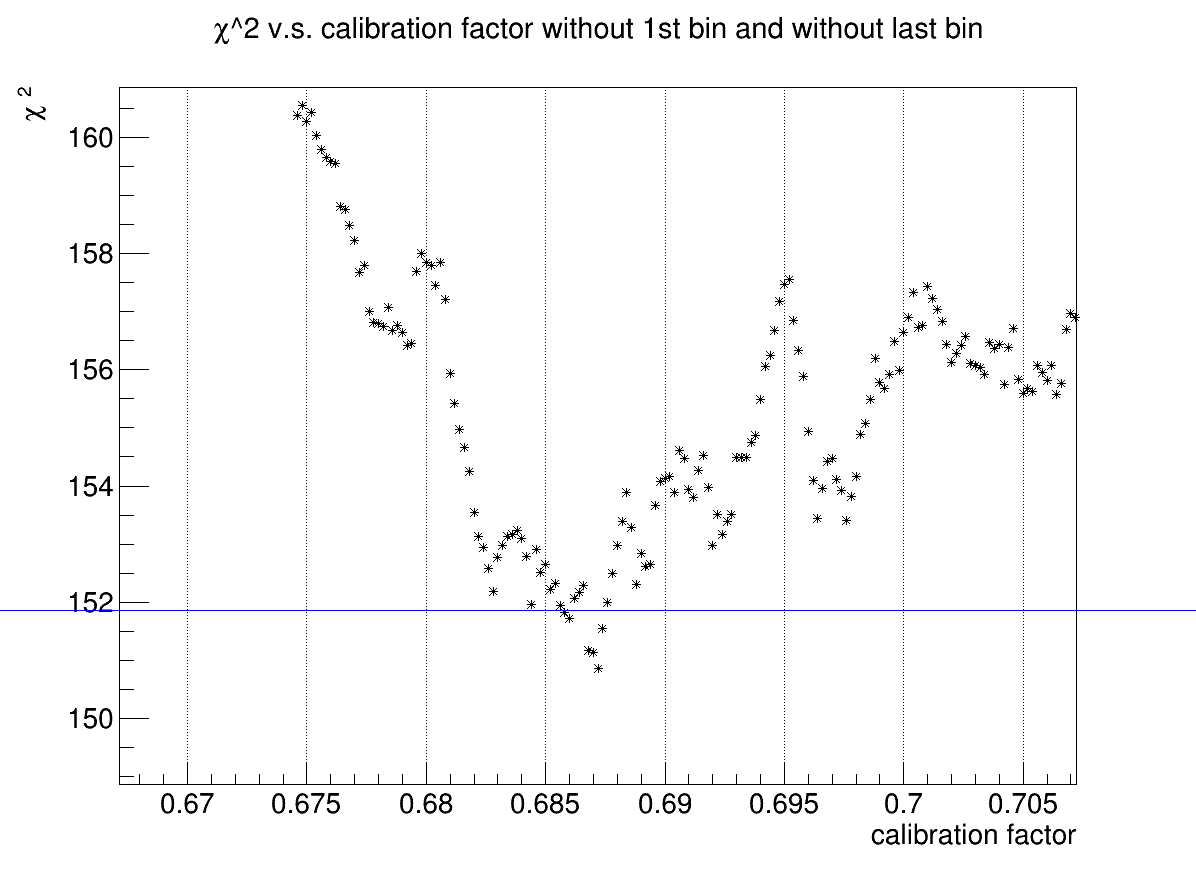 χ^2 v.s. calibration factor without 1st bin and without last bin
χ 2
160
158
156
154
152
150
0.67 0.675 0.68 0.685 0.69 0.695 0.7 0.705
calibration factor